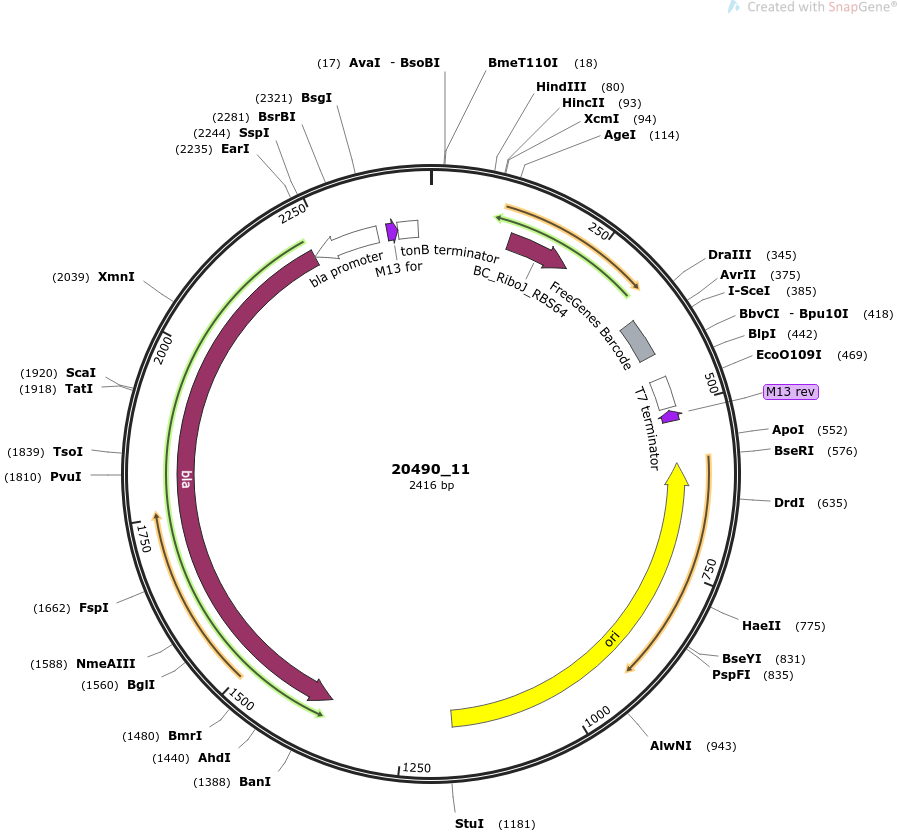 Created with SnapGene®
(17) AvaI - BsoBI
BmeT110I (18)
HindIII (80)
HincII (93)
XcmI (94)
AgeI (114)
(2321) BsgI
(2281) BsrBI
(2244) SspI
(2235) EarI
(2039) XmnI
(1920) ScaI
(1918) TatI
(1839) TsoI
(1810) PvuI
(1662) FspI
(1588) NmeAIII
(1560) BglI
(1480) BmrI
(1440) AhdI
(1388) BanI
StuI (1181)
AlwNI (943)
PspFI (835)
BseYI (831)
HaeII (775)
DrdI (635)
BseRI (576)
ApoI (552)
M13 rev
EcoO109I (469)
BlpI (442)
BbvCI - Bpu10I (418)
I-SceI (385)
AvrII (375)
DraIII (345)
250
500
750
1000
1250
1500
1750
2000
2250
bla promoter
M13 for
tonB terminator
BC_RiboJ_RBS64
FreeGenes Barcode
T7 terminator
ori
bla
20490_11
2416 bp